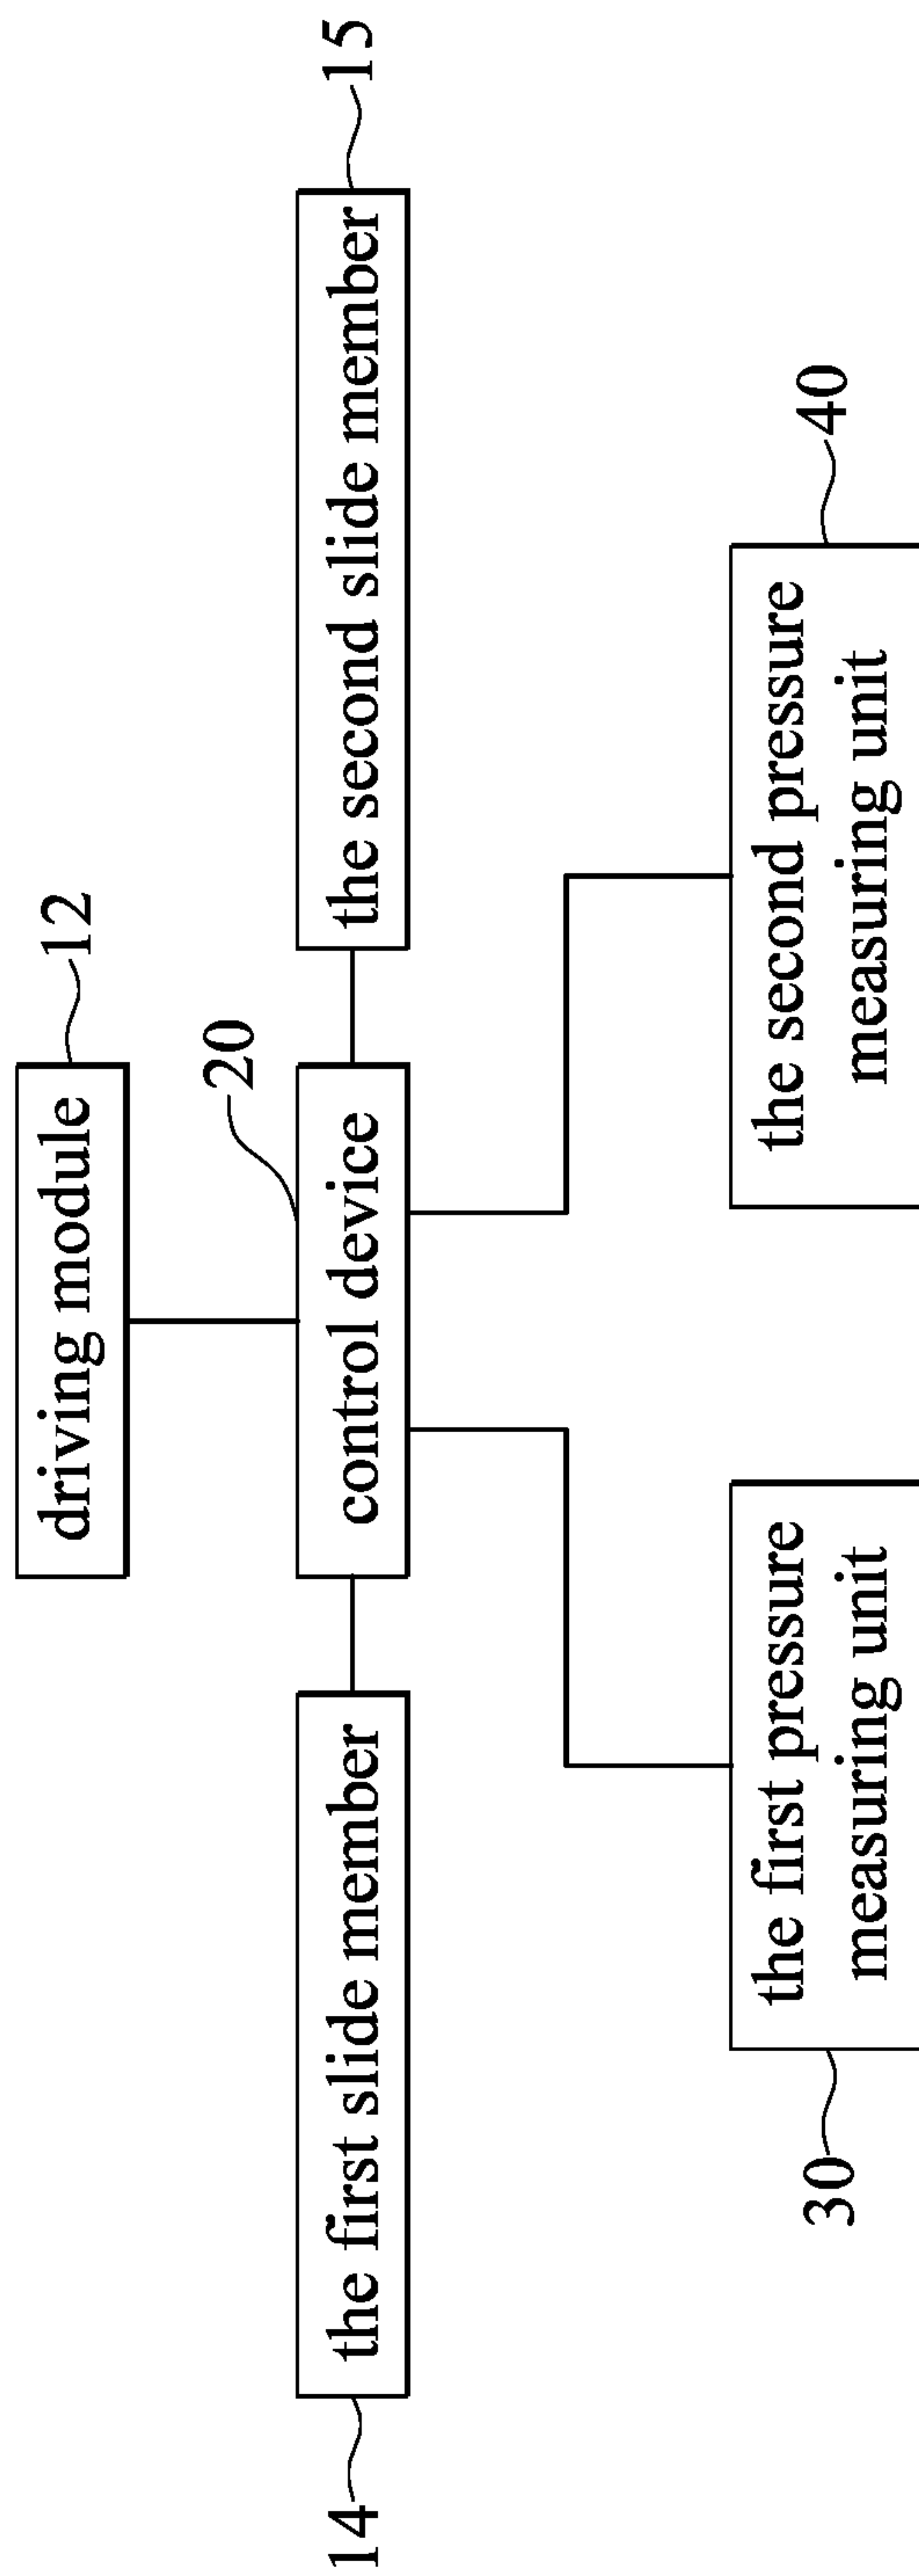 driving module
12
20
14
the first slide member
control device
the second slide member
15
30
the first pressure
measuring unit
the second pressure
measuring unit
40